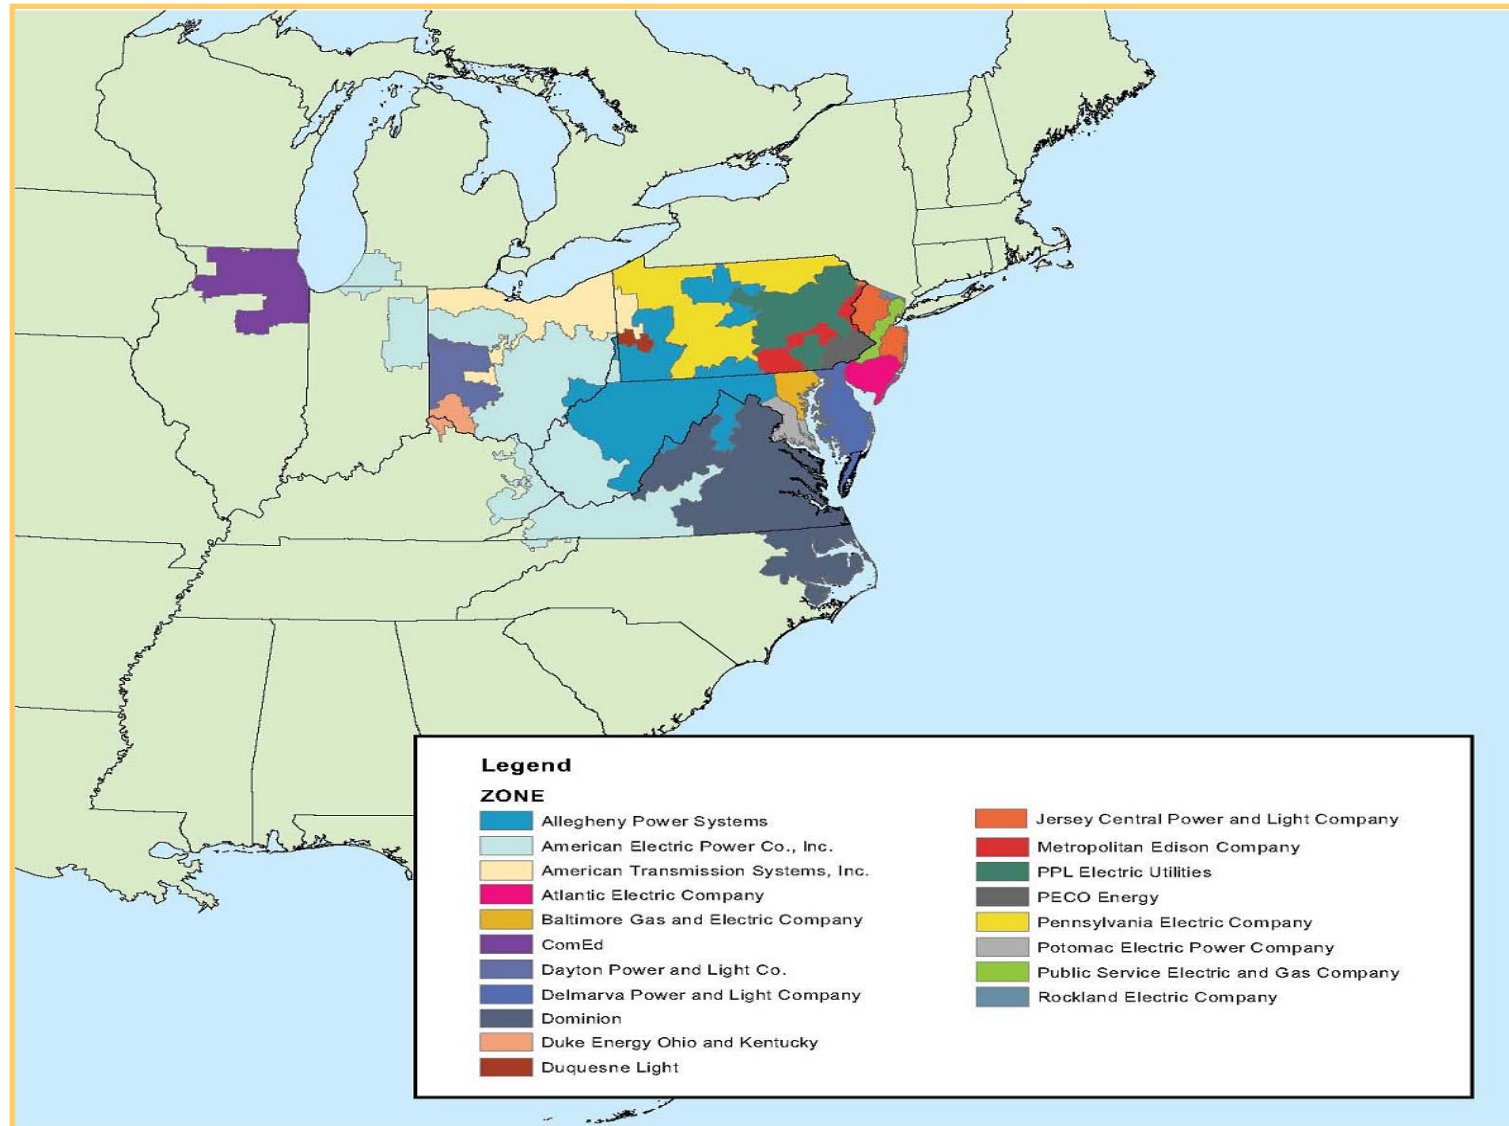 Legend
ZONE
Allegheny Power Systems
American Electric Power Co., Inc.
American Transmission Systems, Inc.
Atlantic Electric Company
Baltimore Gas and Electric Company
ComEd
Dayton Power and Light Co.
Delmarva Power and Light Company
Dominion
Duke Energy Ohio and Kentucky
Duquesne Light
Jersey Central Power and Light Company
Metropolitan Edison Company
PPL Electric Utilities
PECO Energy
Pennsylvania Electric Company
Potomac Electric Power Company
Public Service Electric and Gas Company
Rockland Electric Company